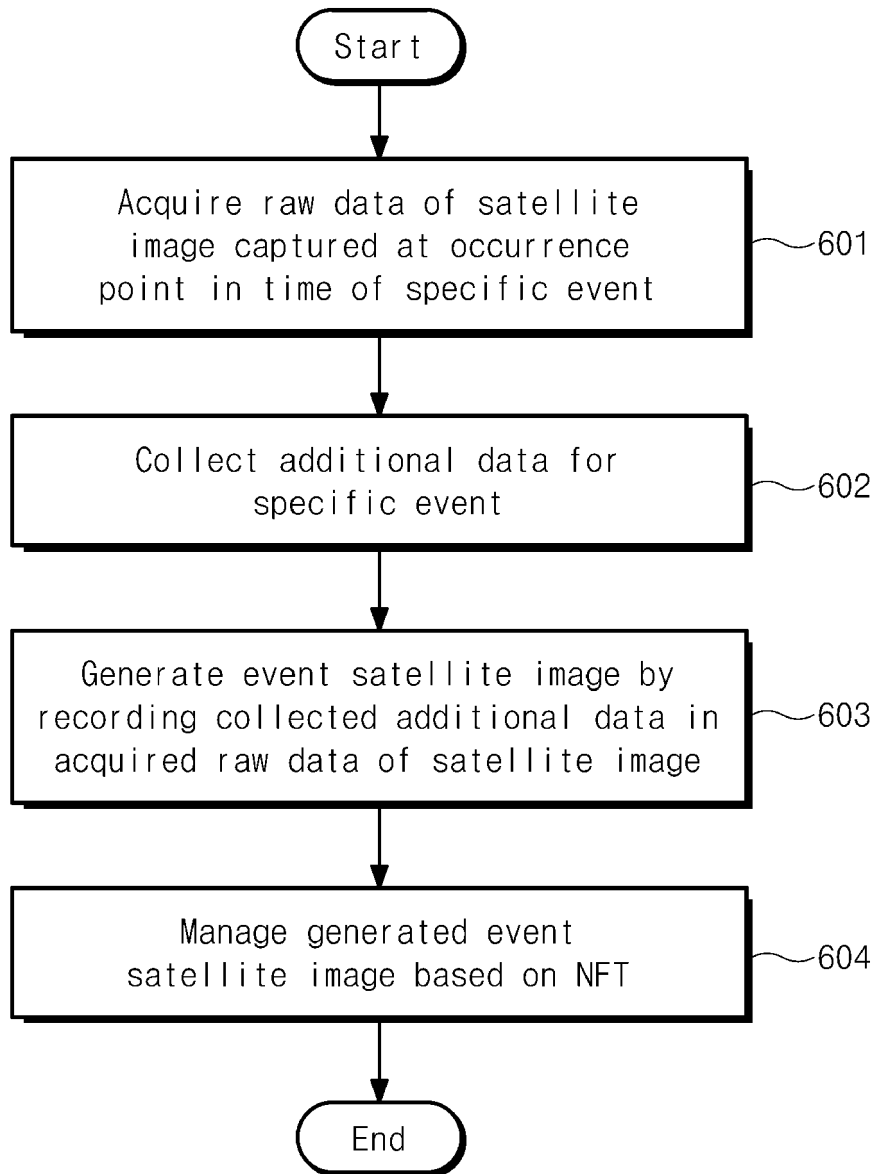 Start
Acquire raw data of satellite
image captured at occurrence
point in time of specific event
601
Collect additional data for
specific event
602
Generate event satellite image by
recording collected additional data in
acquired raw data of satellite image
603
Manage generated event
satellite image based on NFT
604
End